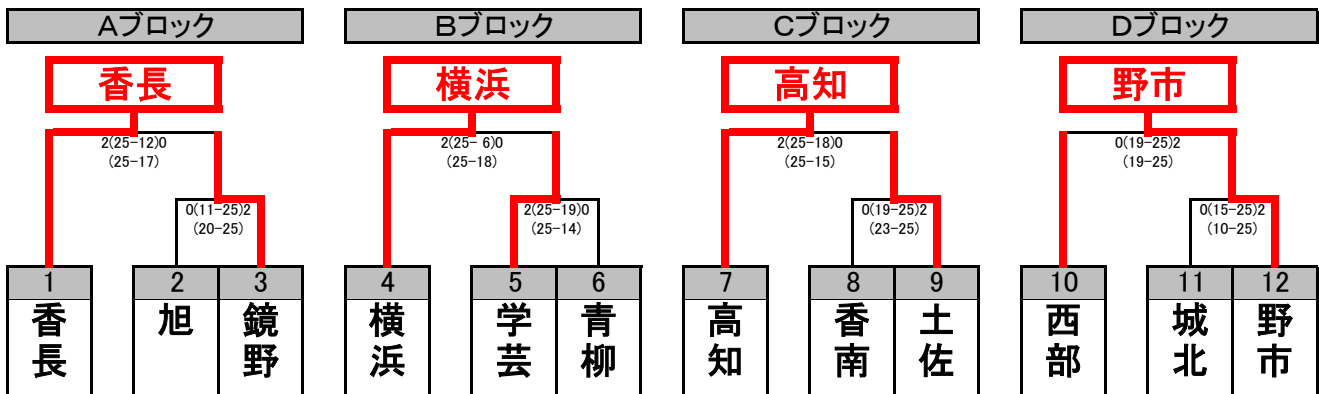 Aブロック
Bブロック
Cブロック
Dブロック
香長
横浜
高知
野市
2(25-12)0
(25-17)
2(25- 6)0
(25-18)
2(25-18)0
(25-15)
0(19-25)2
(19-25)
0(11-25)2
(20-25)
2(25-19)0
(25-14)
0(19-25)2
(23-25)
0(15-25)2
(10-25)
1
2
3
4
5
6
7
8
9
10
11
12
香長
旭
鏡野
横浜
学芸
青柳
高知
香南
土佐
西部
城北
野市